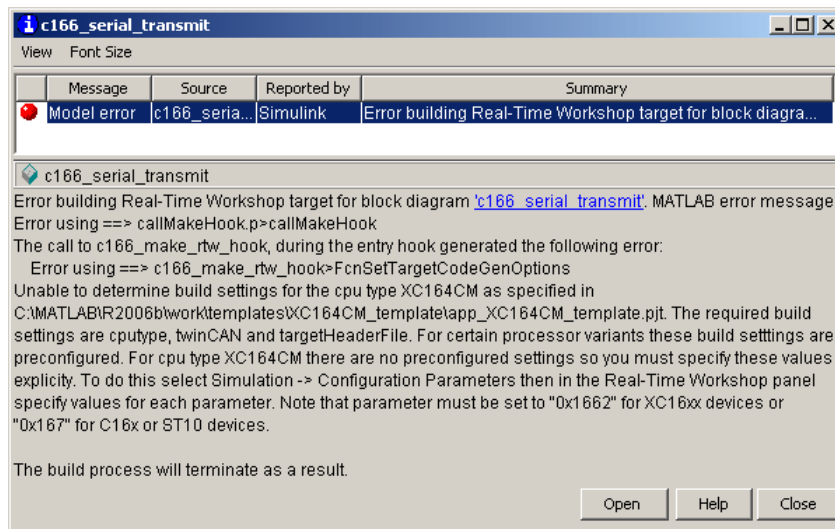 c166_serial_transmit
View Font Size
Message Source Reported by Summary
Model error c166_seria... Simulink Error building Real-Time Workshop target for block diagra...
c166_serial_transmit
Error building Real-Time Workshop target for block diagram 'c166_serial_transmit'. MATLAB error message
Error using ==> callMakeHook.p>callMakeHook
The call to c166_make_rtw_hook, during the entry hook generated the following error:
Error using ==> c166_make_rtw_hook>FcnSetTargetCodeGenOptions
Unable to determine build settings for the cpu type XC164CM as specified in
C:\MATLAB\R2006b\work\templates\XC164CM_template\app_XC164CM_template.pjt. The required build
settings are cputype, twinCAN and targetHeaderFile. For certain processor variants these build setttings are
preconfigured. For cpu type XC164CM there are no preconfigured settings so you must specify these values
explicity. To do this select Simulation -> Configuration Parameters then in the Real-Time Workshop panel
specify values for each parameter. Note that parameter must be set to "0x1662" for XC16xx devices or
"0x167" for C16x or ST10 devices.
The build process will terminate as a result.
Open Help Close